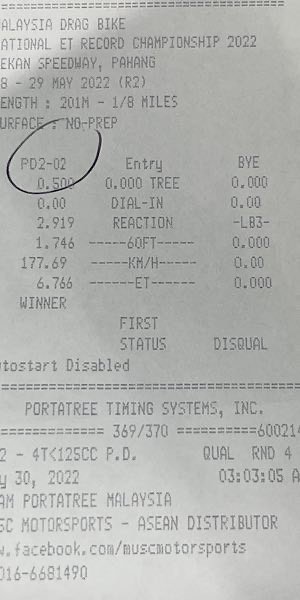 =================================
ALAYSIA DRAG BIKE
ATIONAL ET RECORD CHAMPIONSHIP 2022
EKAN SPEEDWAY, PAHANG
8 - 29 MAY 2022 (R2)
ENGTH : 201M - 1/8 MILES
URFACE : NO-PREP
PD2-02 Entry BYE
0.500 0.000 TREE 0.000
0.00 DIAL-IN 0.00
2.919 REACTION -LB3-
1.746 -----60FT----- 0.000
177.69 -----KM/H----- 0.00
6.766 ------ET------ 0.000
WINNER
FIRST
STATUS DISQUAL
utostart Disabled
=================================
PORTATREE TIMING SYSTEMS, INC.
============ 369/370 ==========60021
2 - 4T<125CC P.D. QUAL RND 4
y 30, 2022 03:03:05 A
AM PORTATREE MALAYSIA
SC MOTORSPORTS - ASEAN DISTRIBUTOR
w.facebook.com/muscmotorsports
016-6681490